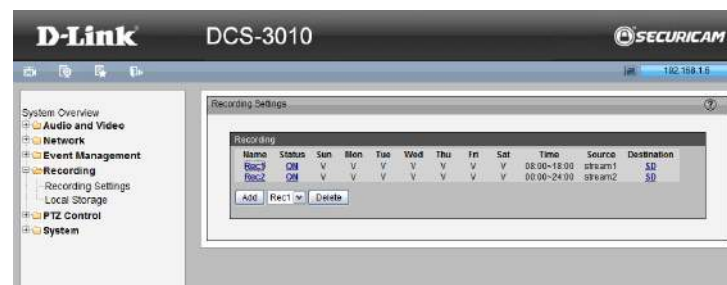 D-Link
DCS-3010
SECURICAM
192.168.1.6
System Overview
Audio and Video
Network
Event Management
Recording
Recording Settings
Local Storage
PTZ Control
System
Recording Settings
Recording
Name Status Sun Mon Tue Wed Thu Fri Sat Time Source Destination
Rec1 ON V V V V V V V 08:00~18:00 stream1 SD
Rec2 ON V V V V V V V 00:00~24:00 stream2 SD
Add Rec1 Delete